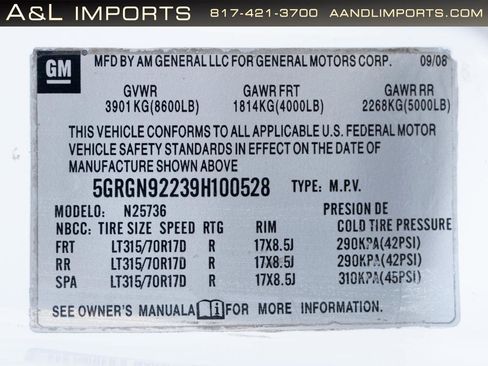 A&L IMPORTS 817-421-3700 AANDLIMPORTS.COM
GM MFD BY AM GENERAL LLC FOR GENERAL MOTORS CORP. 09/08
GVWR GAWR FRT GAWR RR
3901 KG(8600LB) 1814KG(4000LB) 2268KG(5000LB)
THIS VEHICLE CONFORMS TO ALL APPLICABLE U.S. FEDERAL MOTOR
VEHICLE SAFETY STANDARDS IN EFFECT ON THE DATE OF
MANUFACTURE SHOWN ABOVE
5GRGN92239H100528 TYPE: M.P.V.
MODELO: N25736 PRESION DE
NBCC: TIRE SIZE SPEED RTG RIM COLD TIRE PRESSURE
FRT LT315/70R17D R 17X8.5J 290KPA(42PSI)
RR LT315/70R17D R 17X8.5J 290KPA(42PSI)
SPA LT315/70R17D R 17X8.5J 310KPA(45PSI)
SEE OWNER'S MANUAL FOR MORE INFORMATION.